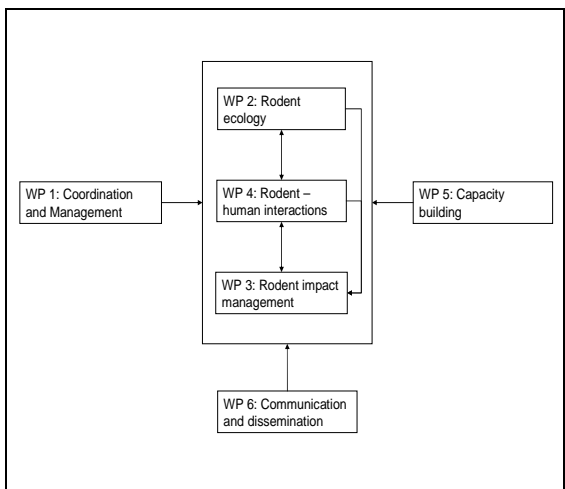 WP 2: Rodent
ecology
WP 1: Coordination
and Management
WP 4: Rodent –
human interactions
WP 5: Capacity
building
WP 3: Rodent impact
management
WP 6: Communication
and dissemination